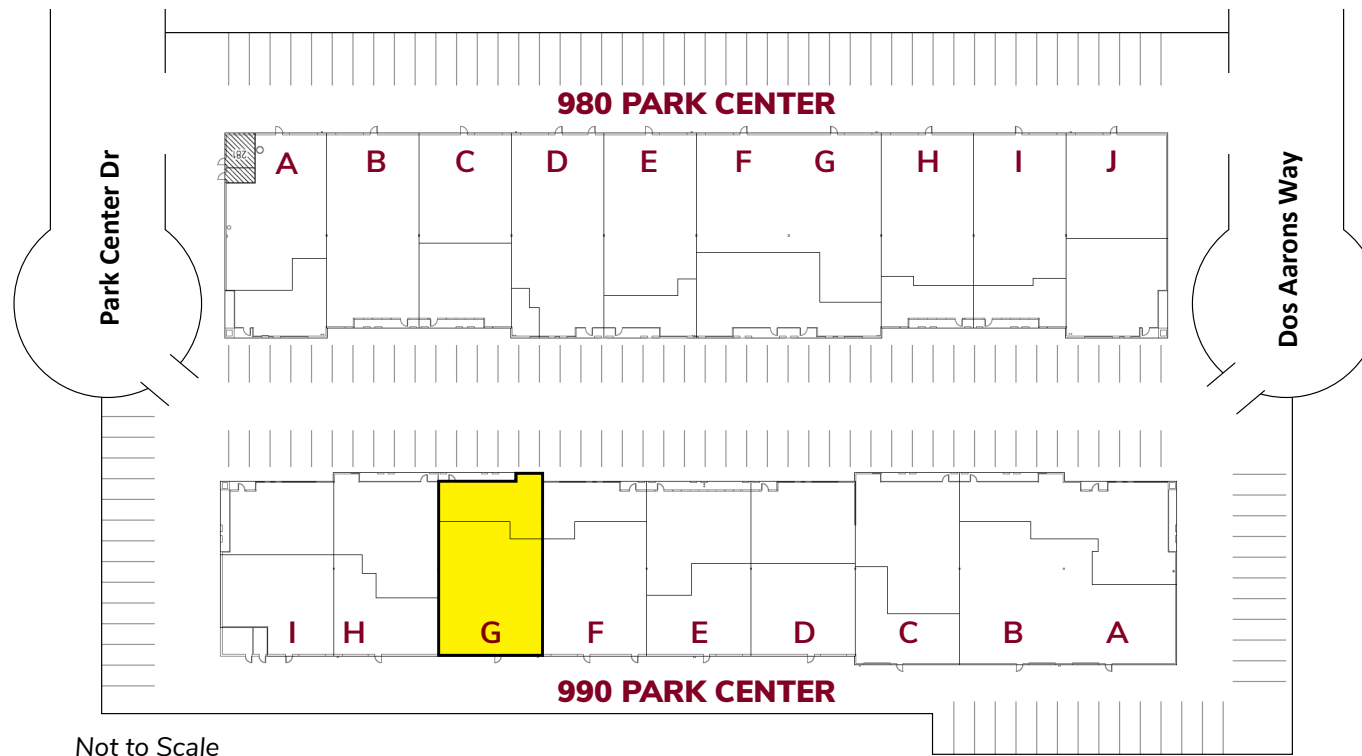 980 PARK CENTER
A B C D E F G H I J
Park Center Dr
Dos Aarons Way
I H G F E D C B A
990 PARK CENTER
Not to Scale